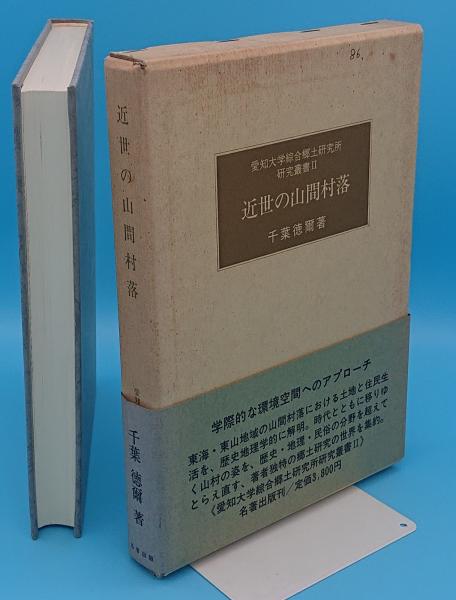 86.
愛知大学綜合郷土研究所
研究叢書Ⅱ
近世の山間村落
千葉徳爾著
近世の山間村落
学際的な環境空間へのアプローチ
東海・東山地域の山間村落における土地と住民生
活を、歴史地理学的に解明。時代とともに移りゆ
く山村の姿を、歴史・地理・民俗の分野を超えて
とらえ直す、著者独特の郷土研究の世界を集約。
《愛知大学綜合郷土研究所研究叢書Ⅱ》
名著出版刊/定価3,800円
千葉徳爾著
名著出版